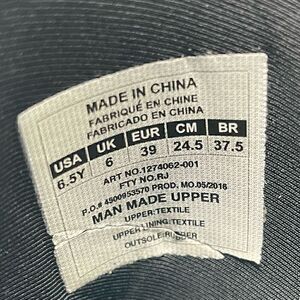 MADE IN CHINA
FABRIQUÉ EN CHINE
FABRICADO EN CHINA
USA UK EUR CM BR
6.5Y 6 39 24.5 37.5
ART NO.1274062-001
FTY NO.RJ
P.O.# 4900953570 PROD. MO.05/2016
MAN MADE UPPER
UPPER:TEXTILE
UPPER LINING:TEXTILE
OUTSOLE:RUBBER